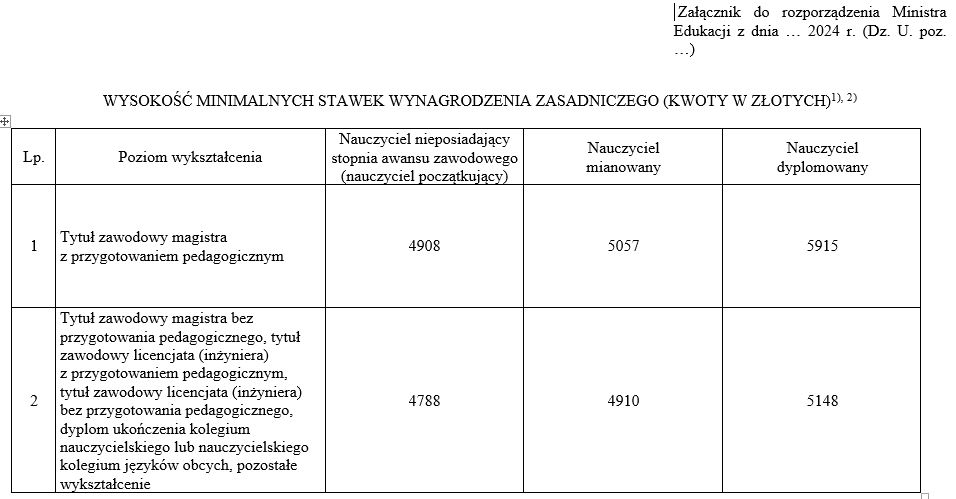 Załącznik do rozporządzenia Ministra
Edukacji z dnia … 2024 r. (Dz. U. poz.
…)
WYSOKOŚĆ MINIMALNYCH STAWEK WYNAGRODZENIA ZASADNICZEGO (KWOTY W ZŁOTYCH)1), 2)
Lp.
Poziom wykształcenia
Nauczyciel nieposiadający
stopnia awansu zawodowego
(nauczyciel początkujący)
Nauczyciel
mianowany
Nauczyciel
dyplomowany
1
Tytuł zawodowy magistra
z przygotowaniem pedagogicznym
4908
5057
5915
2
Tytuł zawodowy magistra bez
przygotowania pedagogicznego, tytuł
zawodowy licencjata (inżyniera)
z przygotowaniem pedagogicznym,
tytuł zawodowy licencjata (inżyniera)
bez przygotowania pedagogicznego,
dyplom ukończenia kolegium
nauczycielskiego lub nauczycielskiego
kolegium języków obcych, pozostałe
wykształcenie
4788
4910
5148